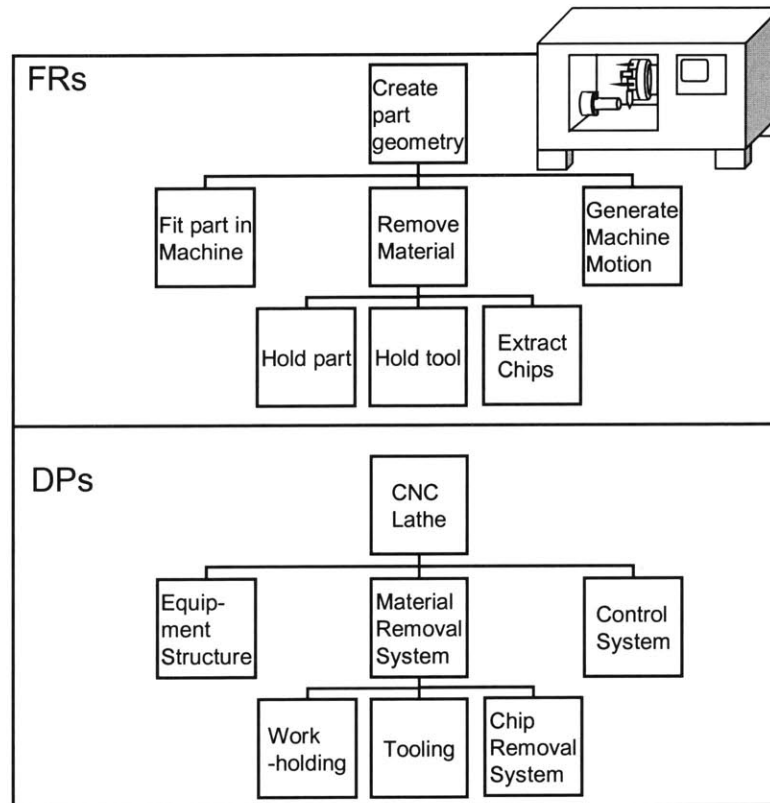 FRs
Create
part
geometry
Fit part in
Machine
Remove
Material
Generate
Machine
Motion
Hold part
Hold tool
Extract
Chips
DPs
CNC
Lathe
Equip-
ment
Structure
Material
Removal
System
Control
System
Work
-holding
Tooling
Chip
Removal
System